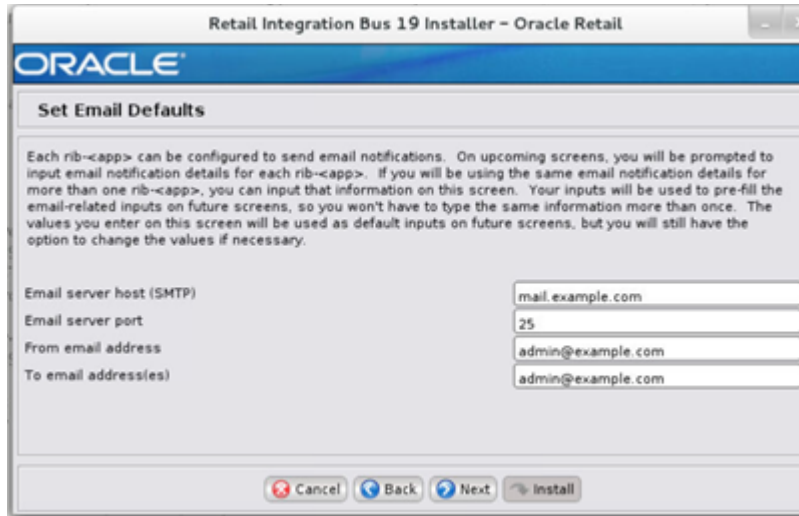 Retail Integration Bus 19 Installer – Oracle Retail
ORACLE
Set Email Defaults
Each rib-<app> can be configured to send email notifications. On upcoming screens, you will be prompted to
input email notification details for each rib-<app>. If you will be using the same email notification details for
more than one rib-<app>, you can input that information on this screen. Your inputs will be used to pre-fill the
email-related inputs on future screens, so you won't have to type the same information more than once. The
values you enter on this screen will be used as default inputs on future screens, but you will still have the
option to change the values if necessary.
Email server host (SMTP) mail.example.com
Email server port 25
From email address admin@example.com
To email address(es) admin@example.com
Cancel Back Next Install